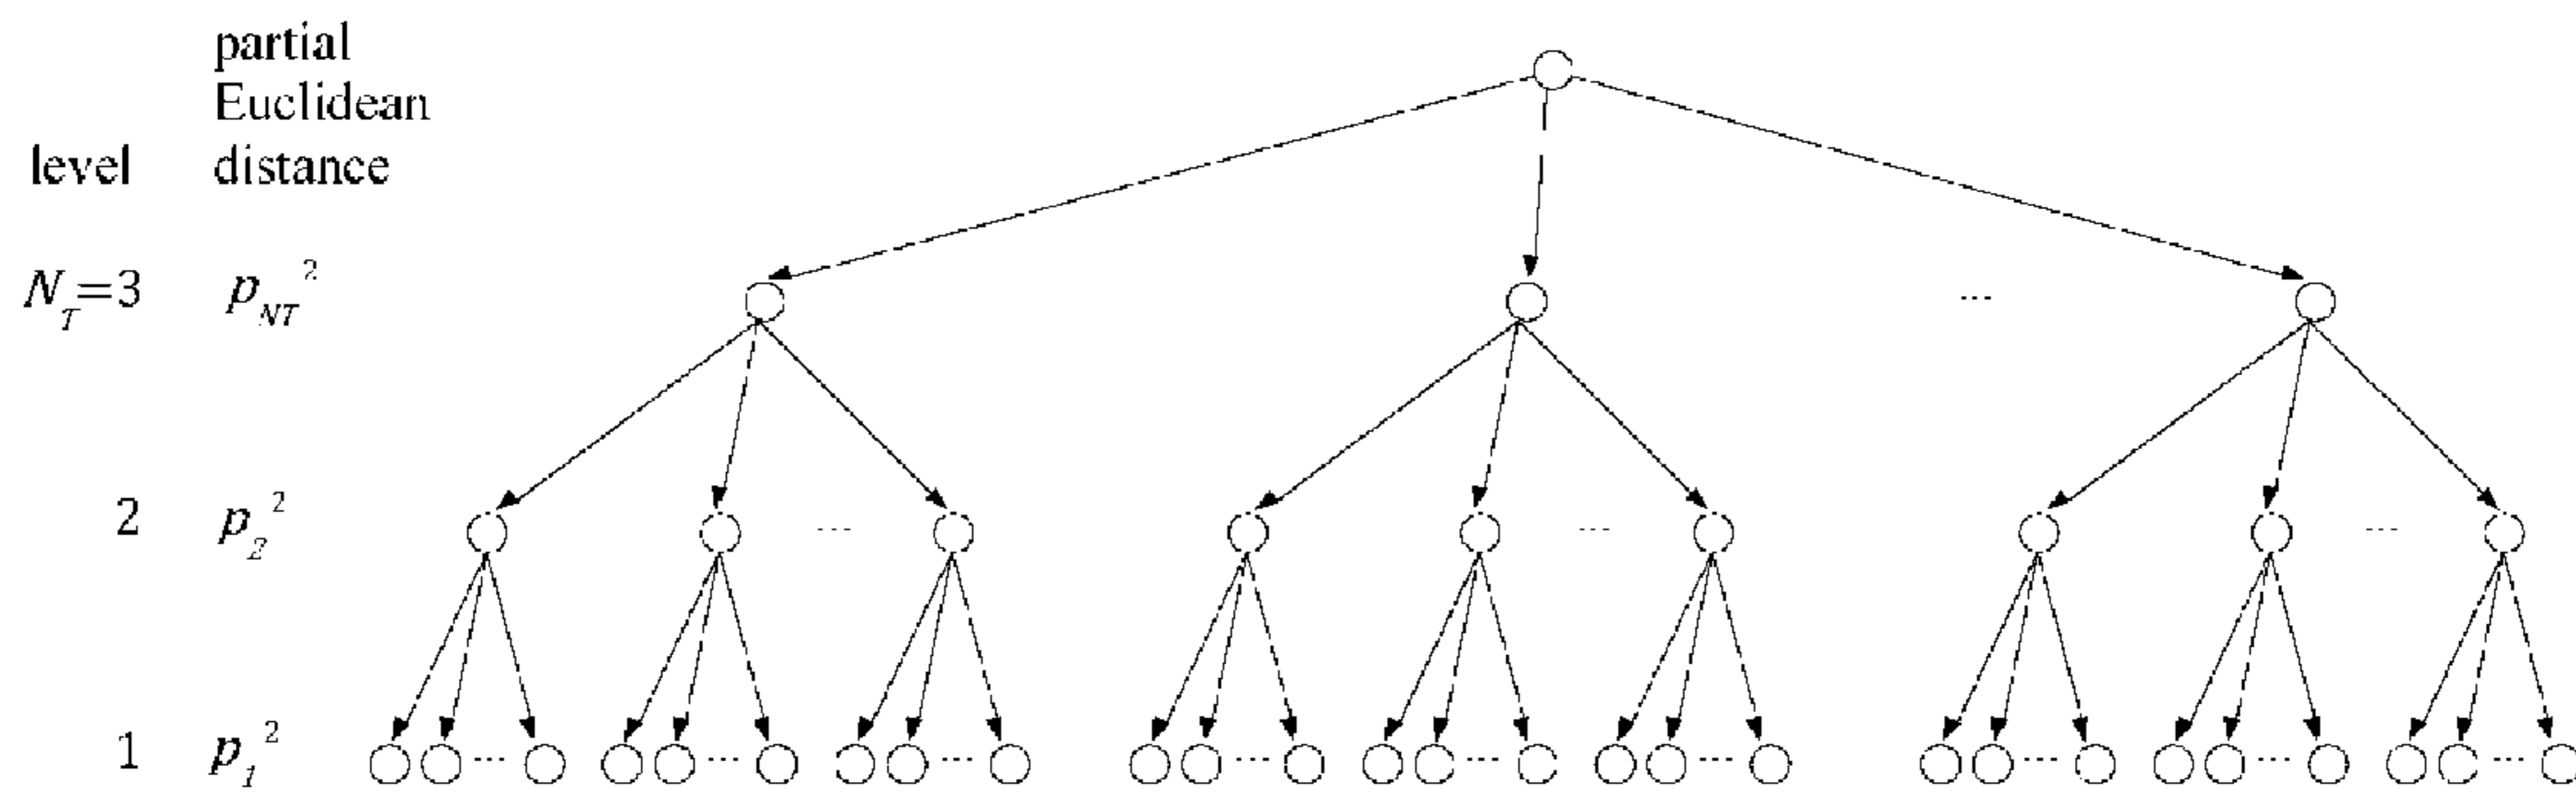 partial
Euclidean
level distance
N_T=3 p_NT^2 ...
2 p_2^2 ... ... ...
1 p_1^2 ... ... ... ... ... ... ... ... ...